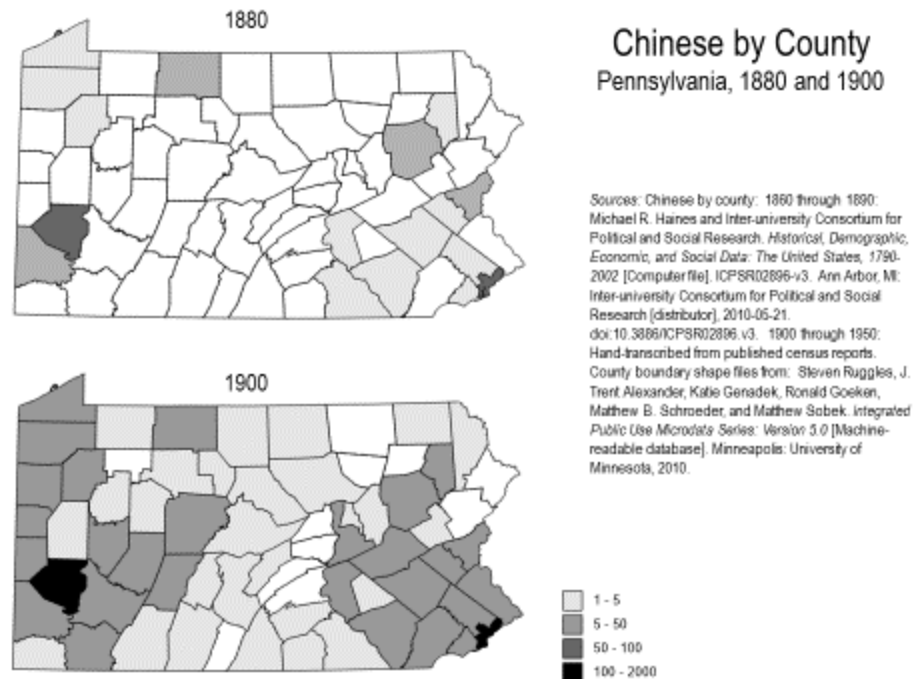 1880
Chinese by County
Pennsylvania, 1880 and 1900
Sources: Chinese by county: 1860 through 1890:
Michael R. Haines and Inter-university Consortium for
Political and Social Research. Historical, Demographic,
Economic, and Social Data: The United States, 1790-
2002 [Computer file]. ICPSR02896-v3. Ann Arbor, MI:
Inter-university Consortium for Political and Social
Research [distributor], 2010-05-21.
doi:10.3886/ICPSR02896.v3. 1900 through 1950:
Hand-transcribed from published census reports.
County boundary shape files from: Steven Ruggles, J.
Trent Alexander, Katie Genadek, Ronald Goeken,
Matthew B. Schroeder, and Matthew Sobek. Integrated
Public Use Microdata Series: Version 5.0 [Machine-
readable database]. Minneapolis: University of
Minnesota, 2010.
1900
1 - 5
5 - 50
50 - 100
100 - 2000